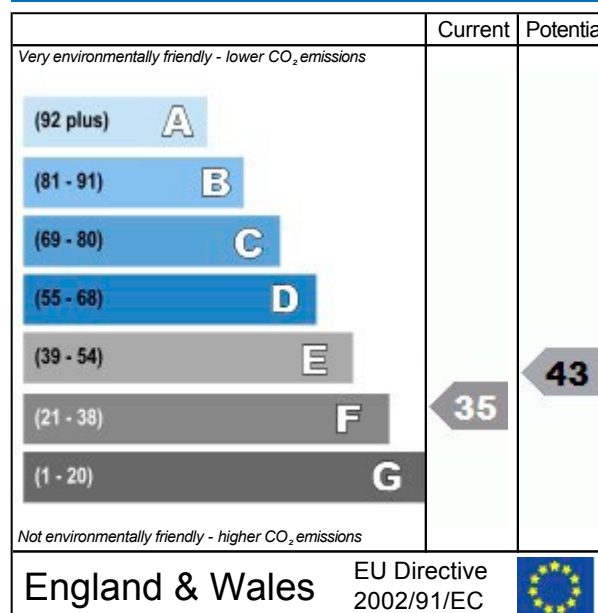 Current Potentia
Very environmentally friendly - lower CO₂ emissions
(92 plus) A
(81 - 91) B
(69 - 80) C
(55 - 68) D
(39 - 54) E
43
(21 - 38) F
35
(1 - 20) G
Not environmentally friendly - higher CO₂ emissions
England & Wales
EU Directive
2002/91/EC